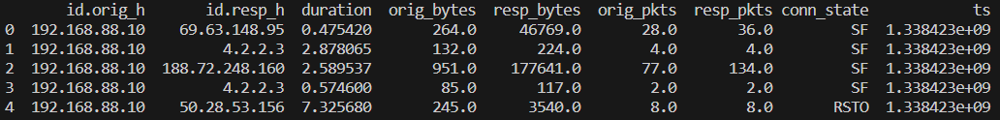 id.orig_h id.resp_h duration orig_bytes resp_bytes orig_pkts resp_pkts conn_state ts
0 192.168.88.10 69.63.148.95 0.475420 264.0 46769.0 28.0 36.0 SF 1.338423e+09
1 192.168.88.10 4.2.2.3 2.878065 132.0 224.0 4.0 4.0 SF 1.338423e+09
2 192.168.88.10 188.72.248.160 2.589537 951.0 177641.0 77.0 134.0 SF 1.338423e+09
3 192.168.88.10 4.2.2.3 0.574600 85.0 117.0 2.0 2.0 SF 1.338423e+09
4 192.168.88.10 50.28.53.156 7.325680 245.0 3540.0 8.0 8.0 RSTO 1.338423e+09